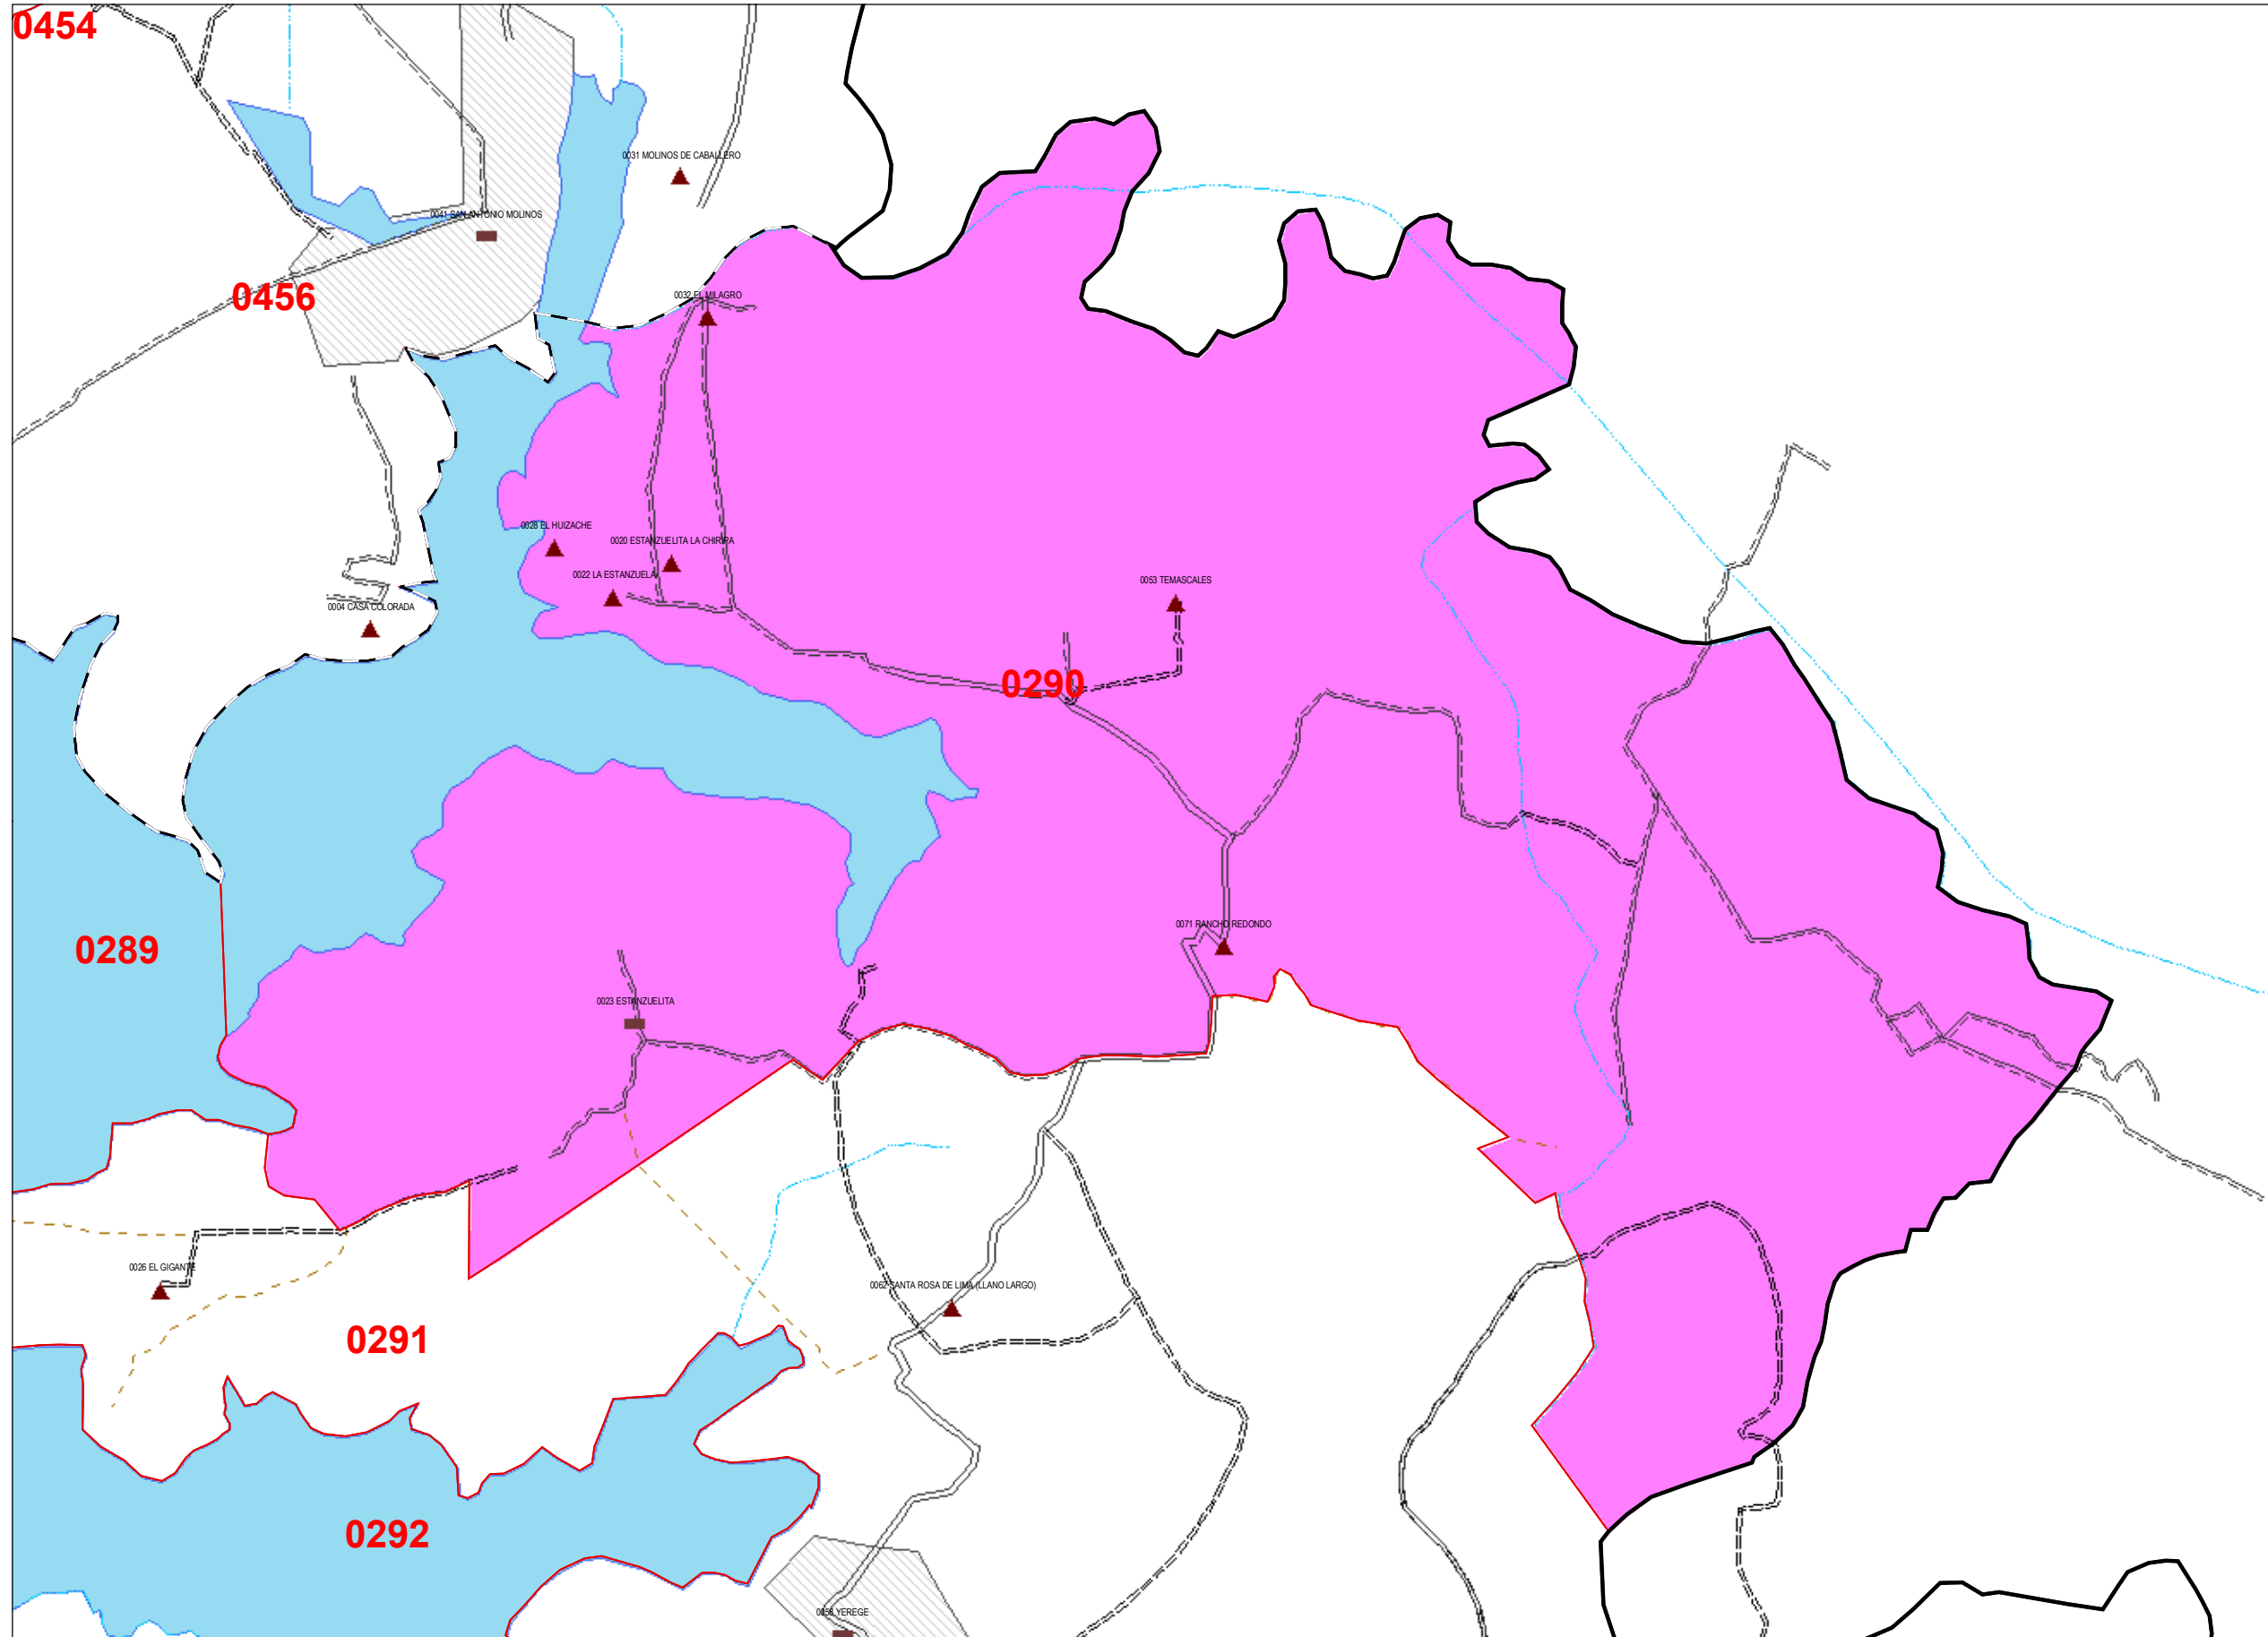 0454
0031 MOLINOS DE CABALLERO
0041 SAN ANTONIO MOLINOS
0456
0032 EL MILAGRO
0028 EL HUIZACHE
0020 ESTANZUELITA LA CHIRIPA
0022 LA ESTANZUELA
0053 TEMASCALES
0004 CASA COLORADA
0290
0071 RANCHO REDONDO
0289
0023 ESTANZUELITA
0026 EL GIGANTE
0062 SANTA ROSA DE LIMA (LLANO LARGO)
0291
0292
0058 YEREGE